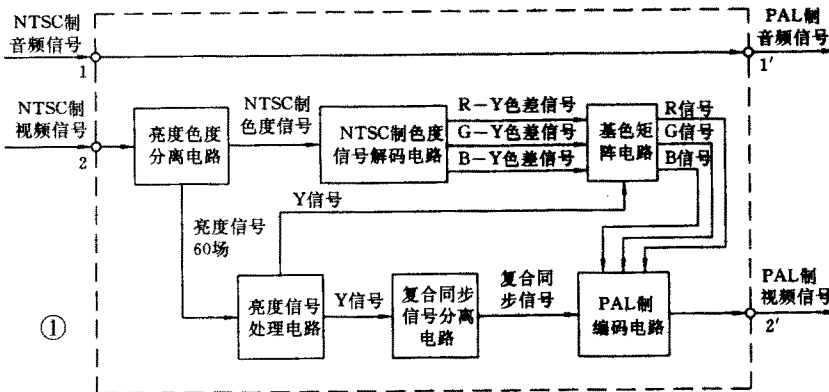 NTSC制
音频信号
1
PAL制
音频信号
1′
NTSC制
视频信号
2
亮度色度
分离电路
NTSC制
色度信号
NTSC制色度
信号解码电路
R－Y色差信号
G－Y色差信号
B－Y色差信号
基色矩
阵电路
R信号
G信号
B信号
Y信号
亮度信号
60场
亮度信号
处理电路
Y信号
复合同步
信号分离
电路
复合同
步信号
PAL制
编码电路
PAL制
视频信号
2′
①